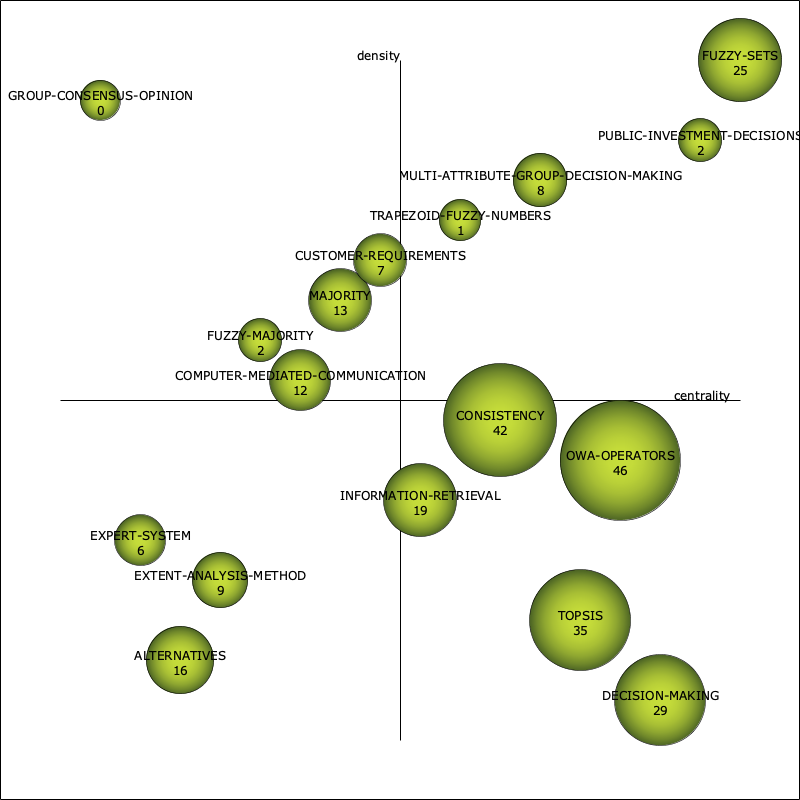 density
FUZZY-SETS
25
GROUP-CONSENSUS-OPINION
0
PUBLIC-INVESTMENT-DECISIONS
2
MULTI-ATTRIBUTE-GROUP-DECISION-MAKING
8
TRAPEZOID-FUZZY-NUMBERS
1
CUSTOMER-REQUIREMENTS
7
MAJORITY
13
FUZZY-MAJORITY
2
COMPUTER-MEDIATED-COMMUNICATION
12
centrality
CONSISTENCY
42
OWA-OPERATORS
46
INFORMATION-RETRIEVAL
19
EXPERT-SYSTEM
6
EXTENT-ANALYSIS-METHOD
9
TOPSIS
35
ALTERNATIVES
16
DECISION-MAKING
29